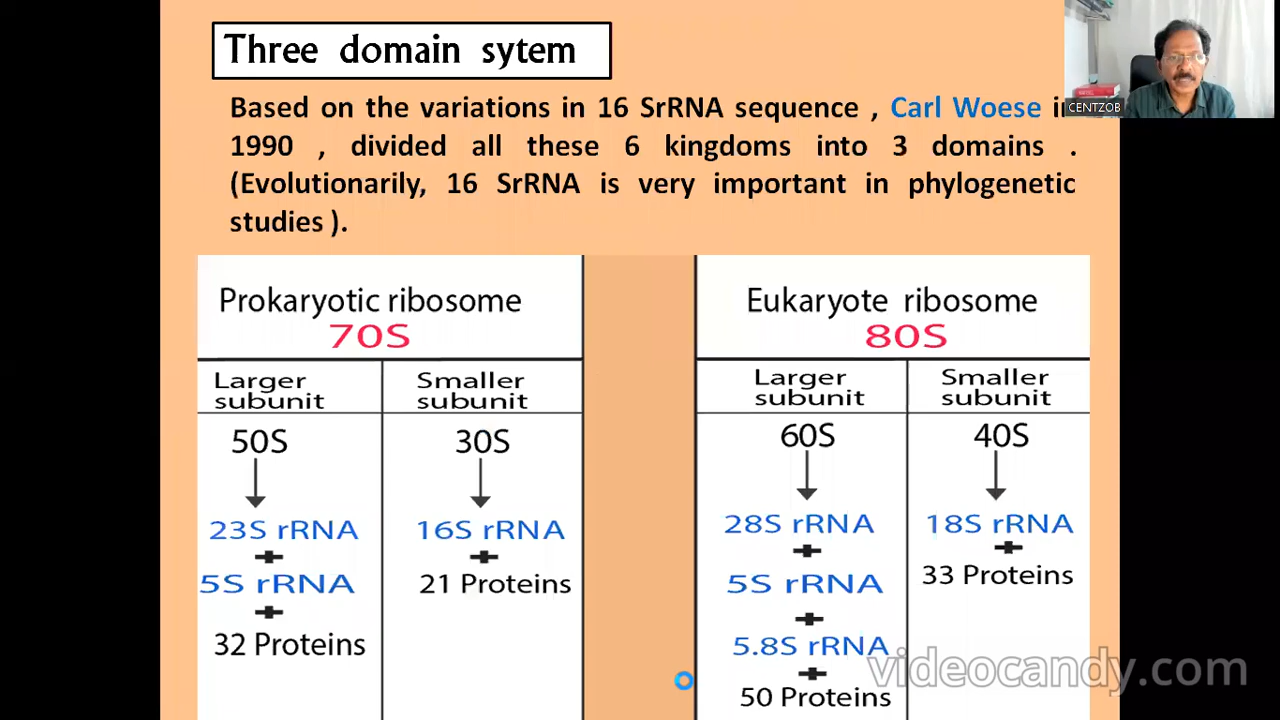 Three domain sytem
Based on the variations in 16 SrRNA sequence , Carl Woese in
1990 , divided all these 6 kingdoms into 3 domains .
(Evolutionarily, 16 SrRNA is very important in phylogenetic
studies ).
CENTZOB
Prokaryotic ribosome
70S
Larger
subunit
Smaller
subunit
50S
30S
23S rRNA
16S rRNA
+
+
5S rRNA
21 Proteins
+
32 Proteins
Eukaryote ribosome
80S
Larger
subunit
Smaller
subunit
60S
40S
28S rRNA
18S rRNA
+
+
5S rRNA
33 Proteins
+
5.8S rRNA
+
50 Proteins
videocandy.com